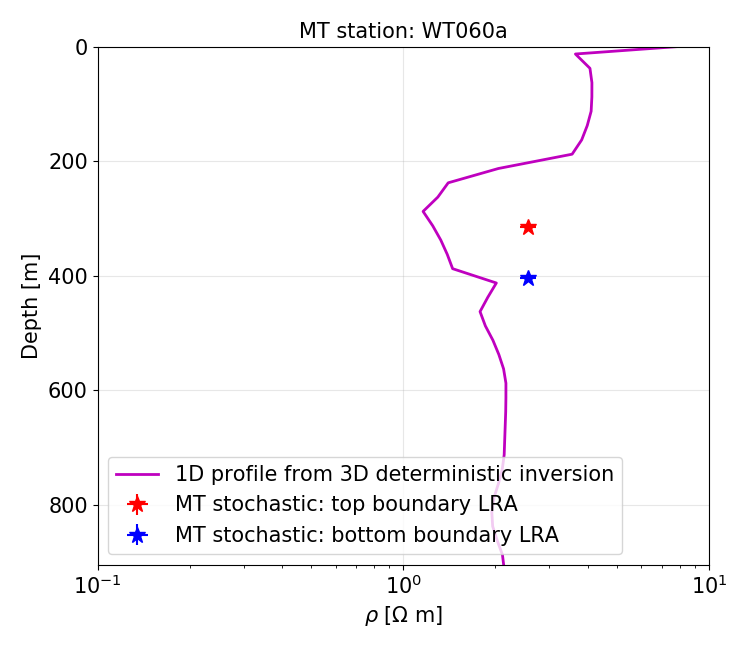 MT station: WT060a
0
200
400
600
800
Depth [m]
1D profile from 3D deterministic inversion
MT stochastic: top boundary LRA
MT stochastic: bottom boundary LRA
10⁻¹ 10⁰ 10¹
ρ [Ω m]